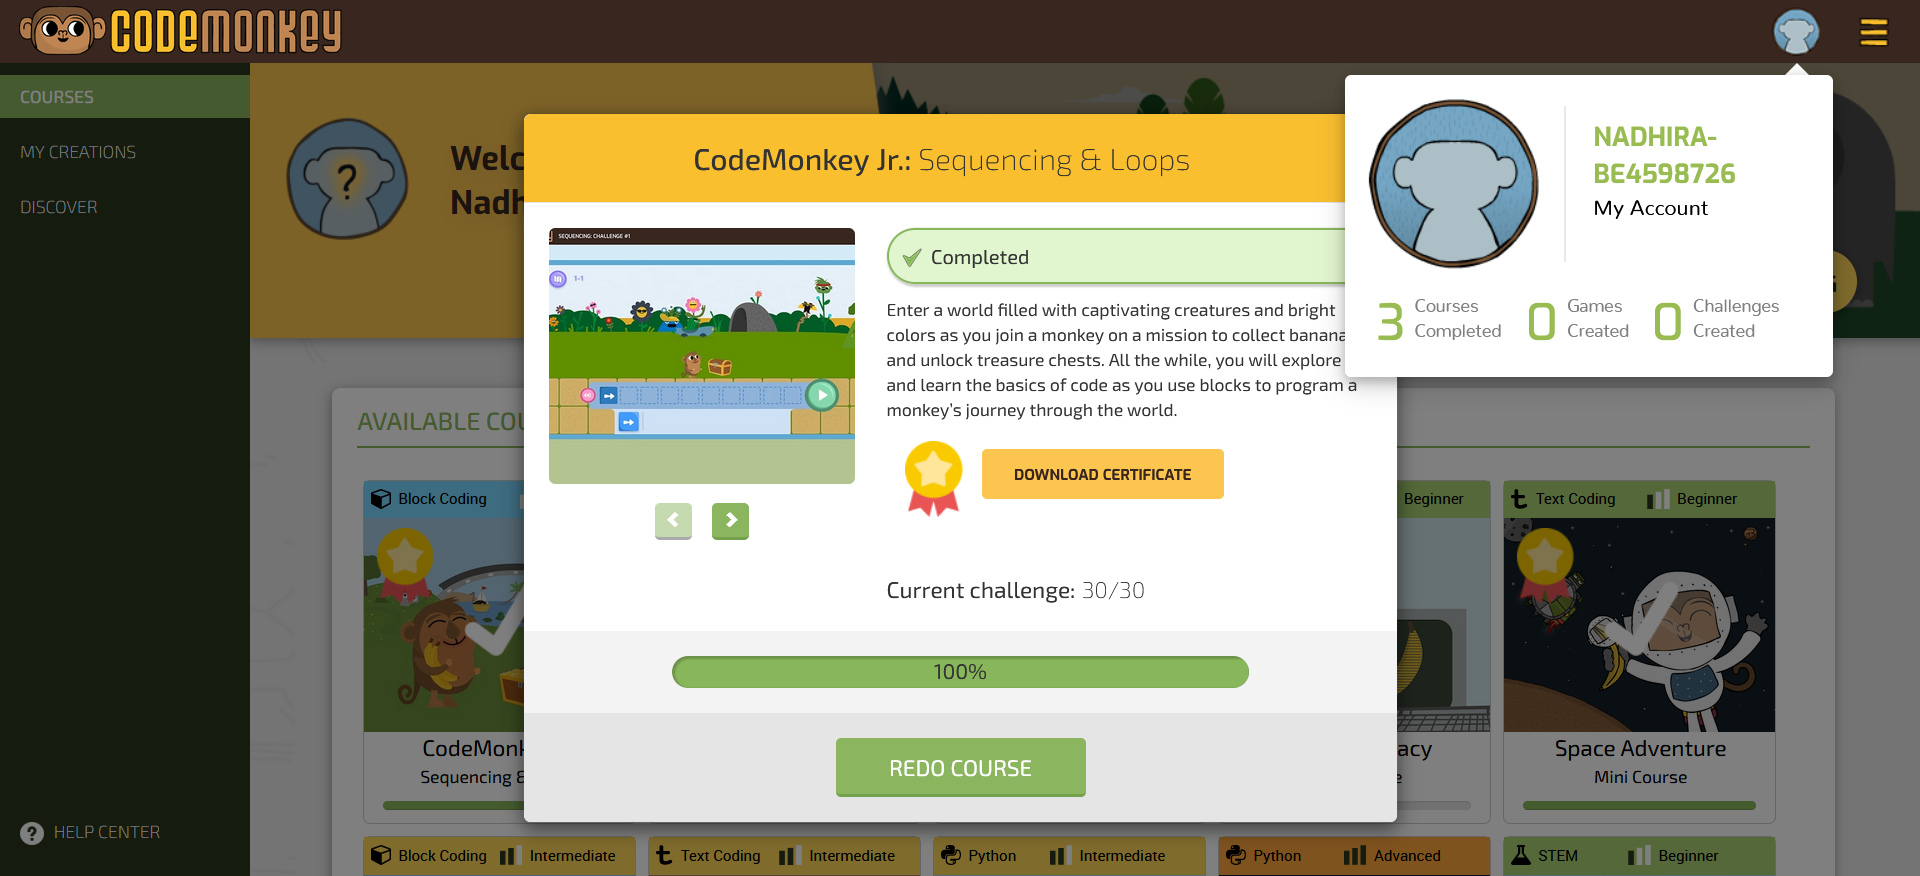 CODEMONKEY
COURSES
MY CREATIONS
DISCOVER
HELP CENTER
NADHIRA-
BE4598726
My Account
3 Courses Completed
0 Games Created
0 Challenges Created
CodeMonkey Jr.: Sequencing & Loops
SEQUENCING: CHALLENGE #1
1-1
Completed
Enter a world filled with captivating creatures and bright
colors as you join a monkey on a mission to collect banana
and unlock treasure chests. All the while, you will explore
and learn the basics of code as you use blocks to program a
monkey's journey through the world.
DOWNLOAD CERTIFICATE
Current challenge: 30/30
100%
REDO COURSE
Welc
Nadh
?
AVAILABLE COU
Block Coding
Beginner
Text Coding Beginner
CodeMonk
Sequencing &
acy
Space Adventure
Mini Course
Block Coding Intermediate
Text Coding Intermediate
Python Intermediate
Python Advanced
STEM Beginner